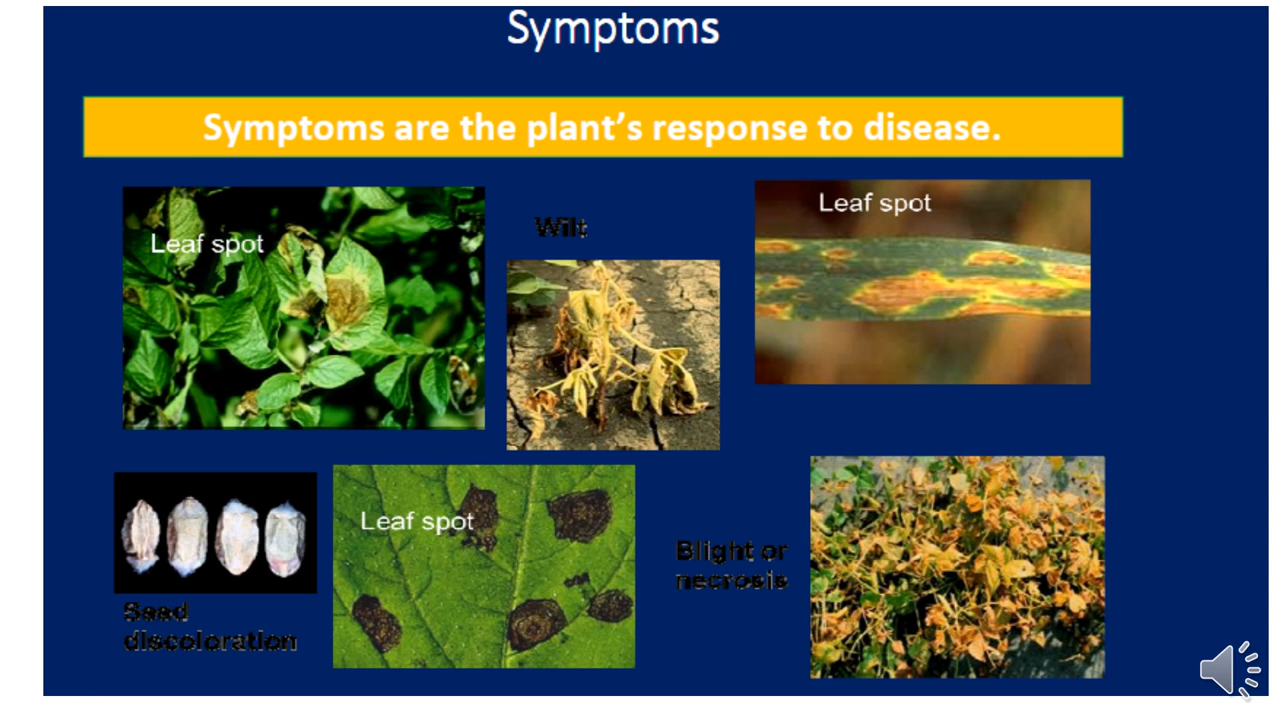 Symptoms
Symptoms are the plant's response to disease.
Leaf spot
Wilt
Leaf spot
Seed
discoloration
Leaf spot
Blight or
necrosis